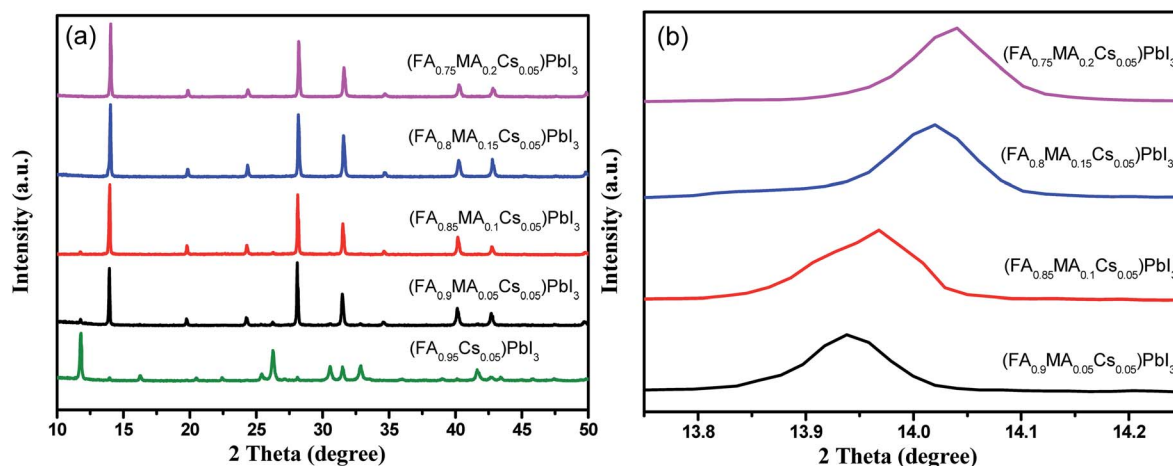 (a)
(FA₀.₇₅MA₀.₂Cs₀.₀₅)PbI₃
(FA₀.₈MA₀.₁₅Cs₀.₀₅)PbI₃
(FA₀.₈₅MA₀.₁Cs₀.₀₅)PbI₃
(FA₀.₉MA₀.₀₅Cs₀.₀₅)PbI₃
(FA₀.₉₅Cs₀.₀₅)PbI₃
Intensity (a.u.)
10 15 20 25 30 35 40 45 50
2 Theta (degree)
(b)
(FA₀.₇₅MA₀.₂Cs₀.₀₅)PbI₃
(FA₀.₈MA₀.₁₅Cs₀.₀₅)PbI₃
(FA₀.₈₅MA₀.₁Cs₀.₀₅)PbI₃
(FA₀.₉MA₀.₀₅Cs₀.₀₅)PbI₃
Intensity (a.u.)
13.8 13.9 14.0 14.1 14.2
2 Theta (degree)